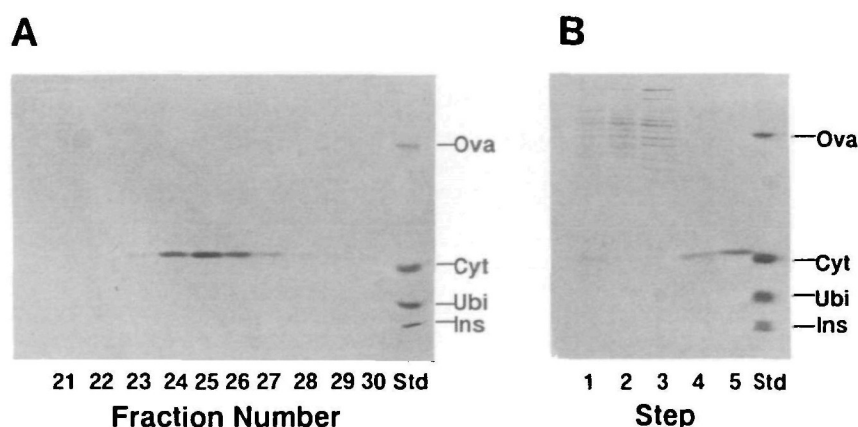 A
B
Ova
Cyt
Ubi
Ins
21 22 23 24 25 26 27 28 29 30 Std
Fraction Number
Ova
Cyt
Ubi
Ins
1 2 3 4 5 Std
Step